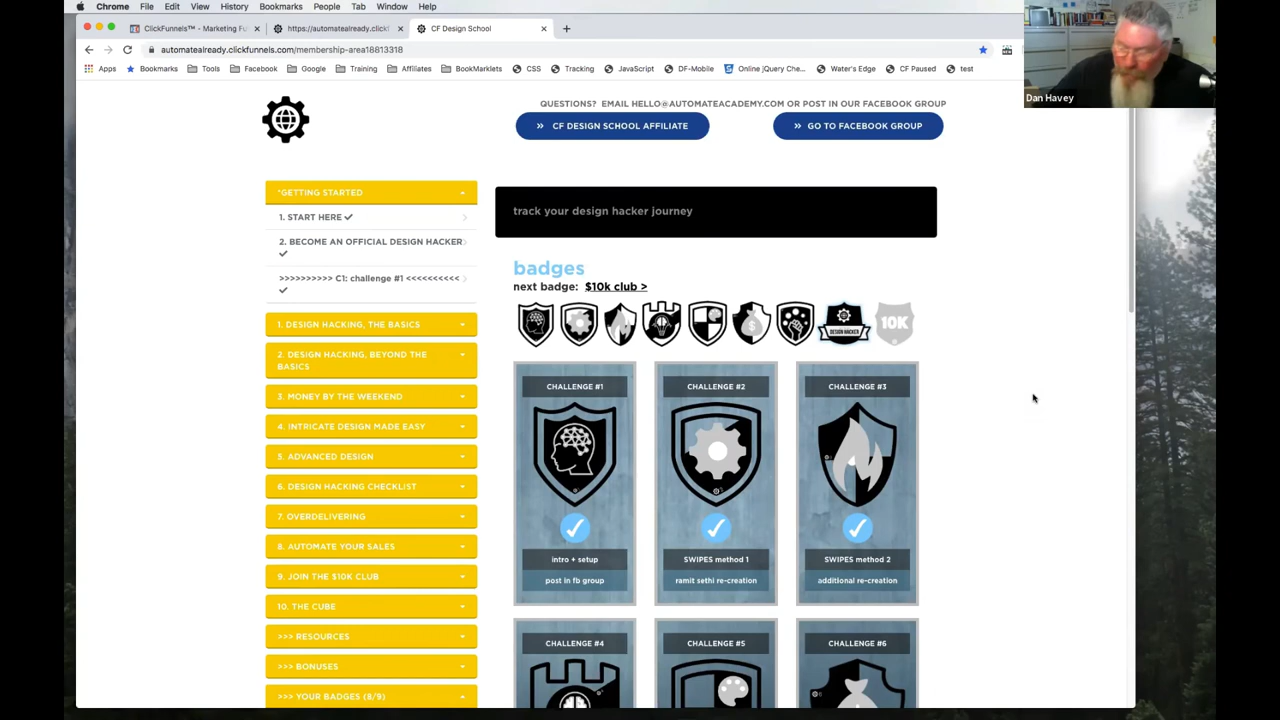 Chrome File Edit View History Bookmarks People Tab Window Help
ClickFunnels™ - Marketing Fu
https://automatealready.clickf
CF Design School
automatealready.clickfunnels.com/membership-area18813318
Apps Bookmarks Tools Facebook Google Training Affiliates BookMarklets CSS Tracking JavaScript DF-Mobile Online jQuery Che... Water's Edge CF Paused test
Dan Havey
QUESTIONS? EMAIL HELLO@AUTOMATEACADEMY.COM OR POST IN OUR FACEBOOK GROUP
CF DESIGN SCHOOL AFFILIATE
GO TO FACEBOOK GROUP
*GETTING STARTED
1. START HERE ✔
2. BECOME AN OFFICIAL DESIGN HACKER
✔
>>>>>>>>>> C1: challenge #1 <<<<<<<<<<
✔
1. DESIGN HACKING, THE BASICS
2. DESIGN HACKING, BEYOND THE
BASICS
3. MONEY BY THE WEEKEND
4. INTRICATE DESIGN MADE EASY
5. ADVANCED DESIGN
6. DESIGN HACKING CHECKLIST
7. OVERDELIVERING
8. AUTOMATE YOUR SALES
9. JOIN THE $10K CLUB
10. THE CUBE
>>> RESOURCES
>>> BONUSES
>>> YOUR BADGES (8/9)
track your design hacker journey
badges
next badge: $10k club >
$
DESIGN HACKER
10K
CHALLENGE #1
intro + setup
post in fb group
CHALLENGE #2
SWIPES method 1
ramit sethi re-creation
CHALLENGE #3
SWIPES method 2
additional re-creation
CHALLENGE #4
CHALLENGE #5
CHALLENGE #6